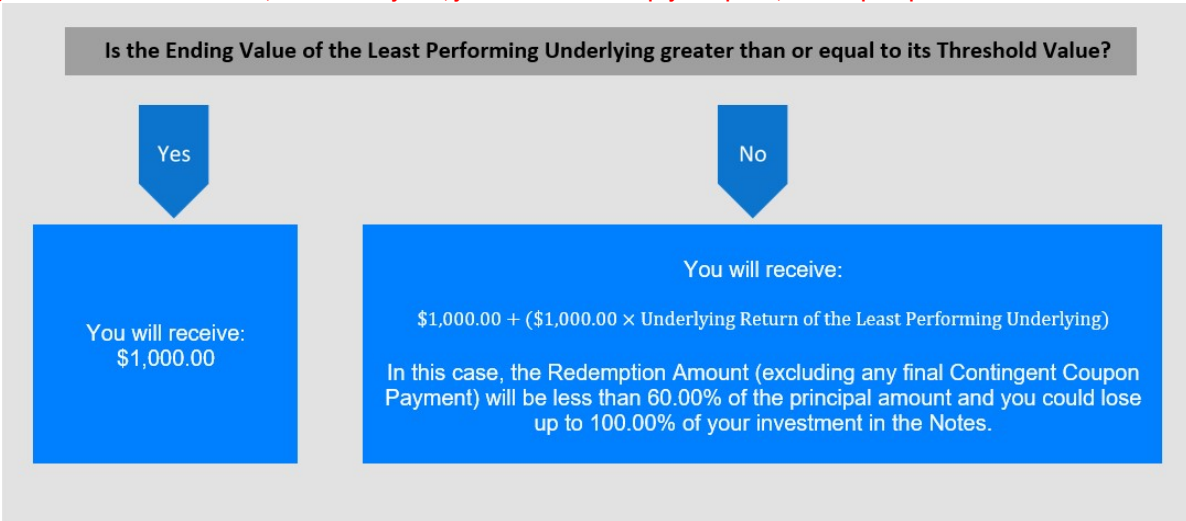 Is the Ending Value of the Least Performing Underlying greater than or equal to its Threshold Value?
Yes
No
You will receive:
$1,000.00
You will receive:
$1,000.00 + ($1,000.00 × Underlying Return of the Least Performing Underlying)
In this case, the Redemption Amount (excluding any final Contingent Coupon
Payment) will be less than 60.00% of the principal amount and you could lose
up to 100.00% of your investment in the Notes.